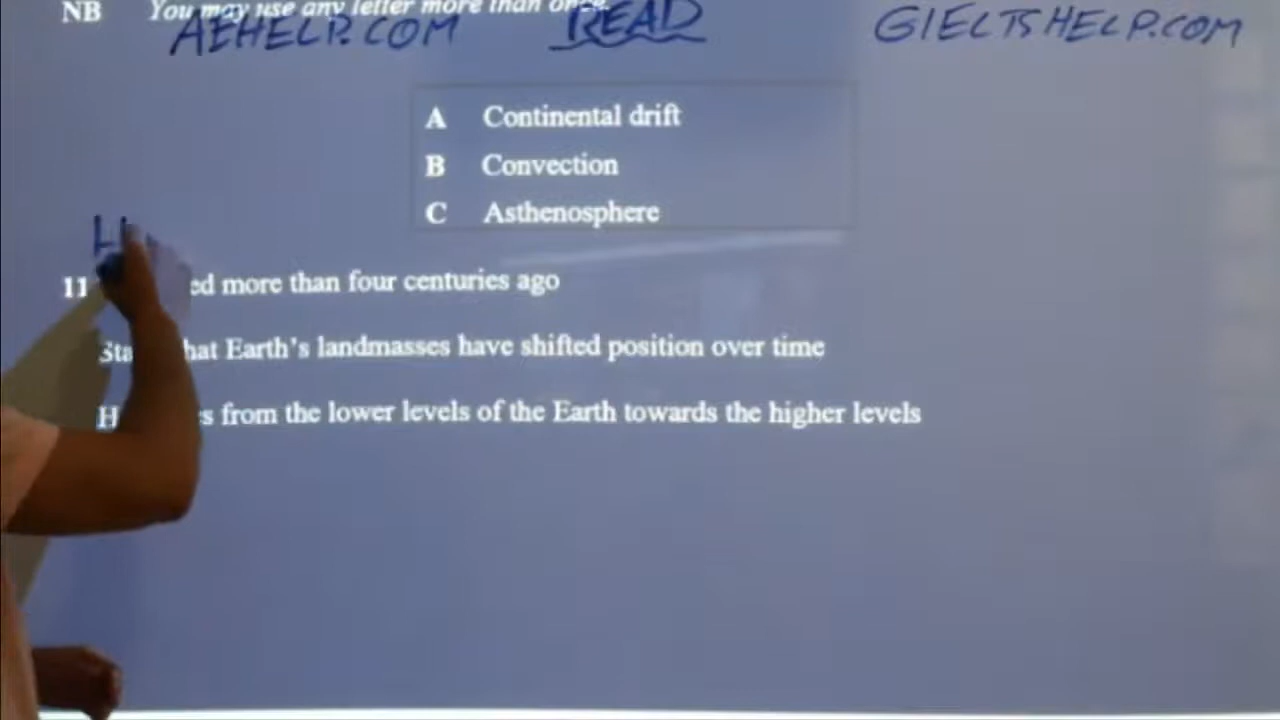 NB You may use any letter more than once.
AEHELP.COM READ GIELTSHELP.COM
A Continental drift
B Convection
C Asthenosphere
11 more than four centuries ago
that Earth's landmasses have shifted position over time
from the lower levels of the Earth towards the higher levels